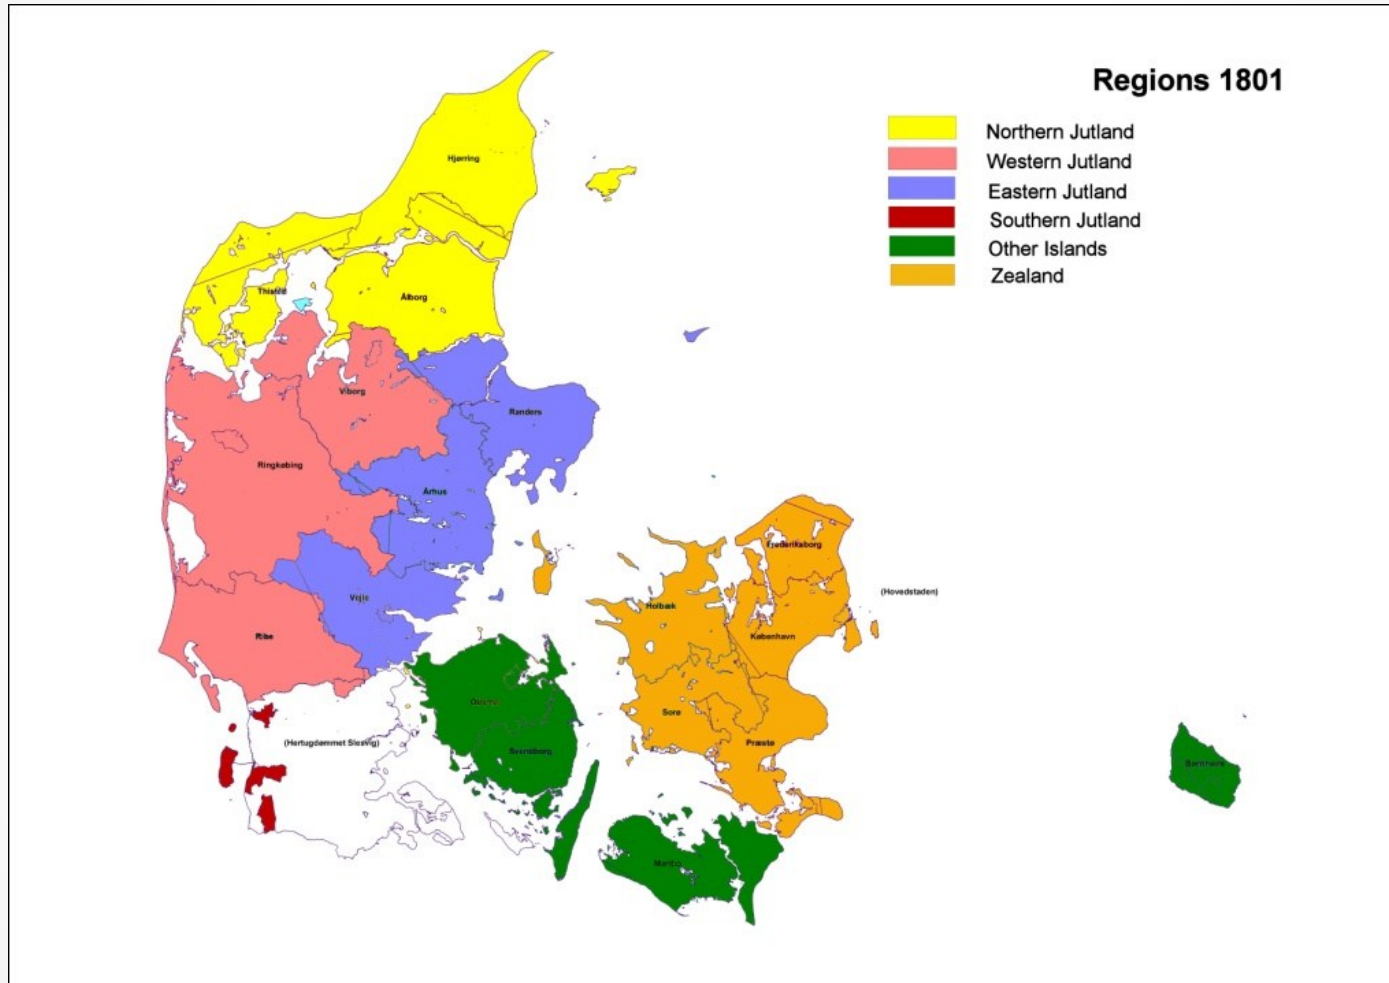 Regions 1801
Northern Jutland
Western Jutland
Eastern Jutland
Southern Jutland
Other Islands
Zealand
Hjørring
Thisted
Ålborg
Viborg
Randers
Ringkøbing
Århus
Frederiksborg
(Hovedstaden)
Vejle
Holbæk
København
Ribe
Odense
Sorø
(Hertugdømmet Slesvig)
Svendborg
Præstø
Bornholm
Maribo